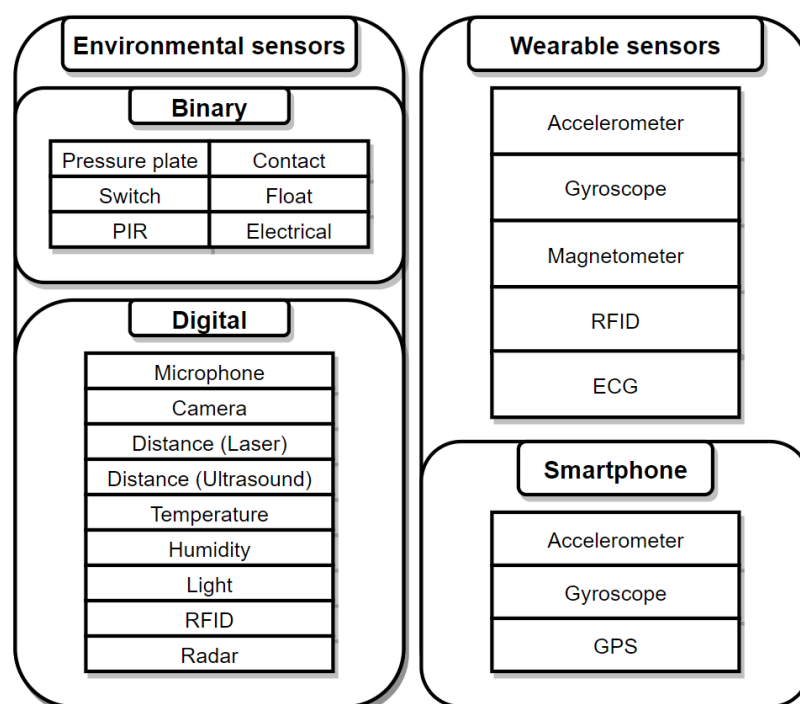 Environmental sensors
Binary
Pressure plate Contact
Switch Float
PIR Electrical
Digital
Microphone
Camera
Distance (Laser)
Distance (Ultrasound)
Temperature
Humidity
Light
RFID
Radar
Wearable sensors
Accelerometer
Gyroscope
Magnetometer
RFID
ECG
Smartphone
Accelerometer
Gyroscope
GPS